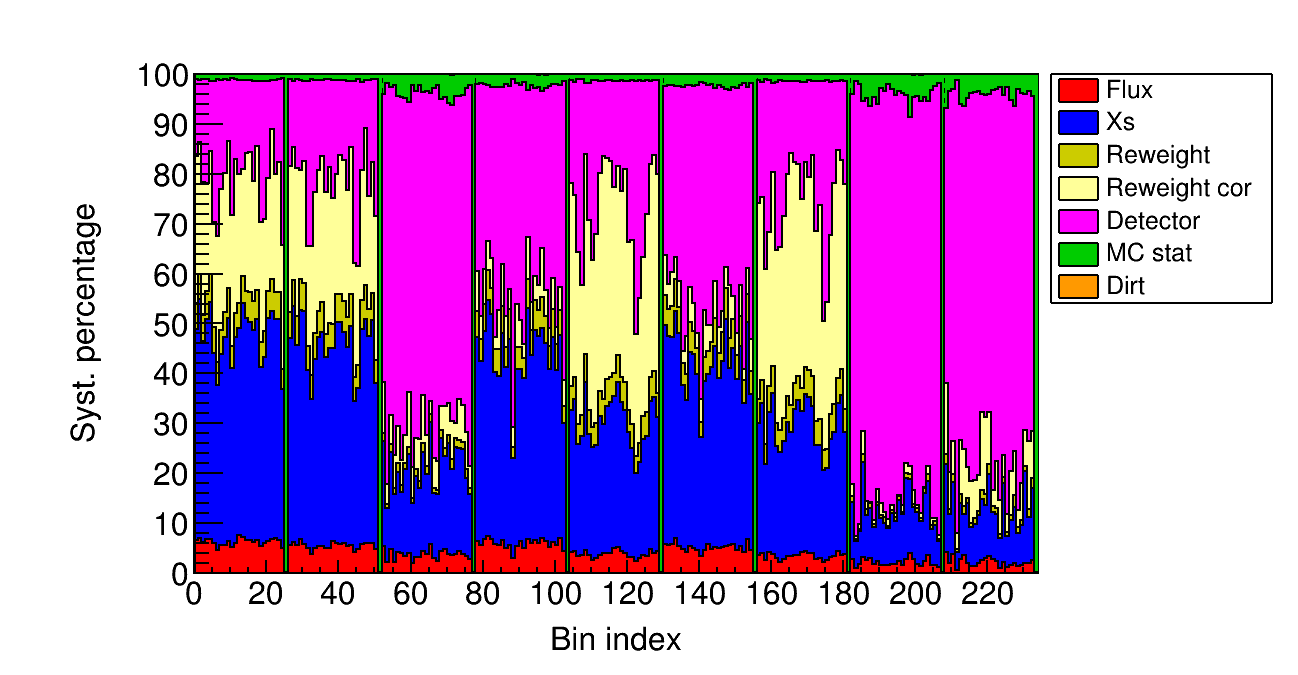 100
90
80
70
60
50
40
30
20
10
0
Syst. percentage
0 20 40 60 80 100 120 140 160 180 200 220
Bin index
Flux
Xs
Reweight
Reweight cor
Detector
MC stat
Dirt